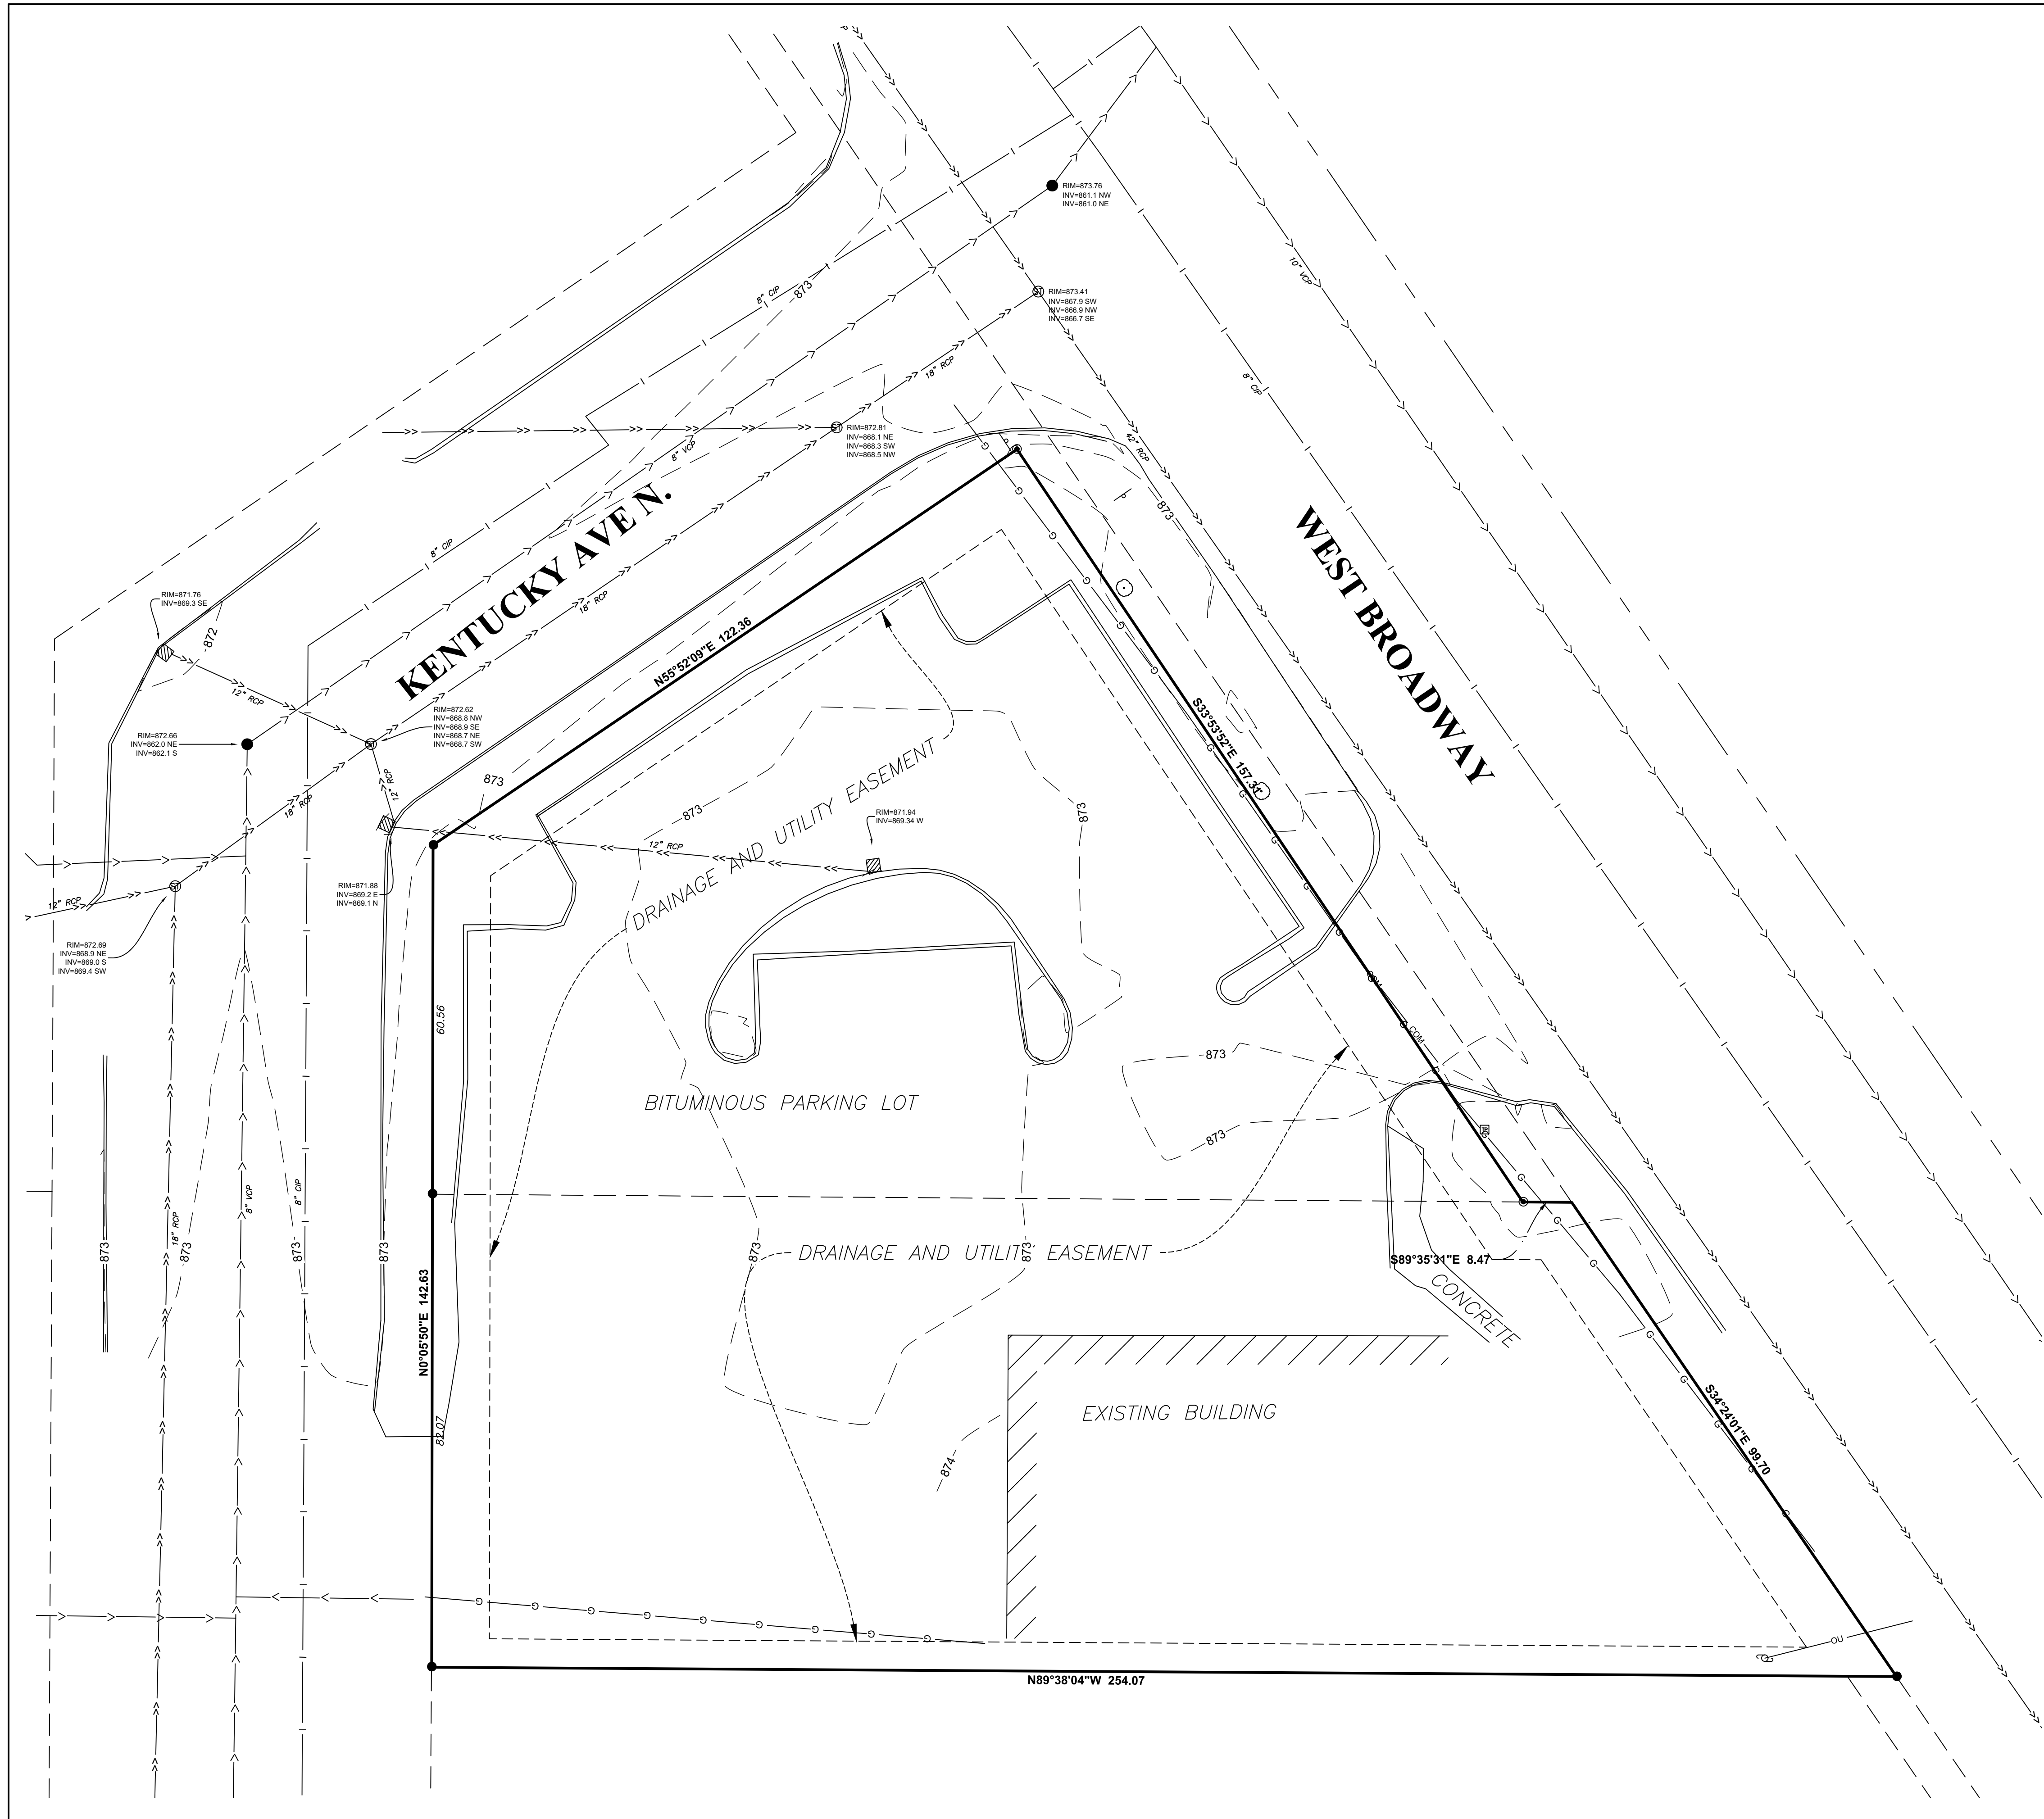 RIM=873.76
INV=861.1 NW
INV=861.0 NE
10" VCP
8" CIP
873
RIM=873.41
INV=867.9 SW
INV=866.9 NW
INV=866.7 SE
18" RCP
8" CIP
RIM=872.81
INV=868.1 NE
INV=868.3 SW
INV=868.5 NW
8" VCP
42" RCP
873
KENTUCKY AVE N.
WEST BROADWAY
8" CIP
18" RCP
RIM=871.76
INV=869.3 SE
872
12" RCP
N55°52'09"E 122.36
S33°53'52"E 157.31
RIM=872.62
INV=868.8 NW
INV=868.9 SE
INV=868.7 NE
INV=868.7 SW
RIM=872.66
INV=862.0 NE
INV=862.1 S
12" RCP
18" RCP
873
873
873
DRAINAGE AND UTILITY EASEMENT
RIM=871.94
INV=869.34 W
12" RCP
RIM=871.88
INV=869.2 E
INV=869.1 N
12" RCP
RIM=872.69
INV=868.9 NE
INV=869.0 S
INV=869.4 SW
60.56
COM
COM
873
BITUMINOUS PARKING LOT
873
18" RCP
8" VCP
8" CIP
873
873
873
873
873
873
DRAINAGE AND UTILITY EASEMENT
S89°35'31"E 8.47
CONCRETE
N0°05'50"E 142.63
82.07
EXISTING BUILDING
874
S34°24'01"E 99.70
OU
N89°38'04"W 254.07